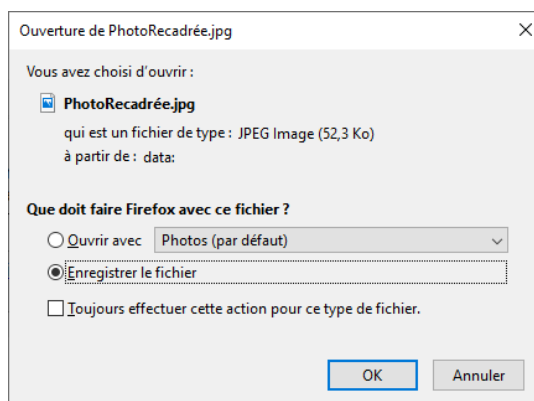 Ouverture de PhotoRecadrée.jpg
Vous avez choisi d'ouvrir :
PhotoRecadrée.jpg
qui est un fichier de type : JPEG Image (52,3 Ko)
à partir de : data:
Que doit faire Firefox avec ce fichier ?
Ouvrir avec Photos (par défaut)
Enregistrer le fichier
Toujours effectuer cette action pour ce type de fichier.
OK Annuler